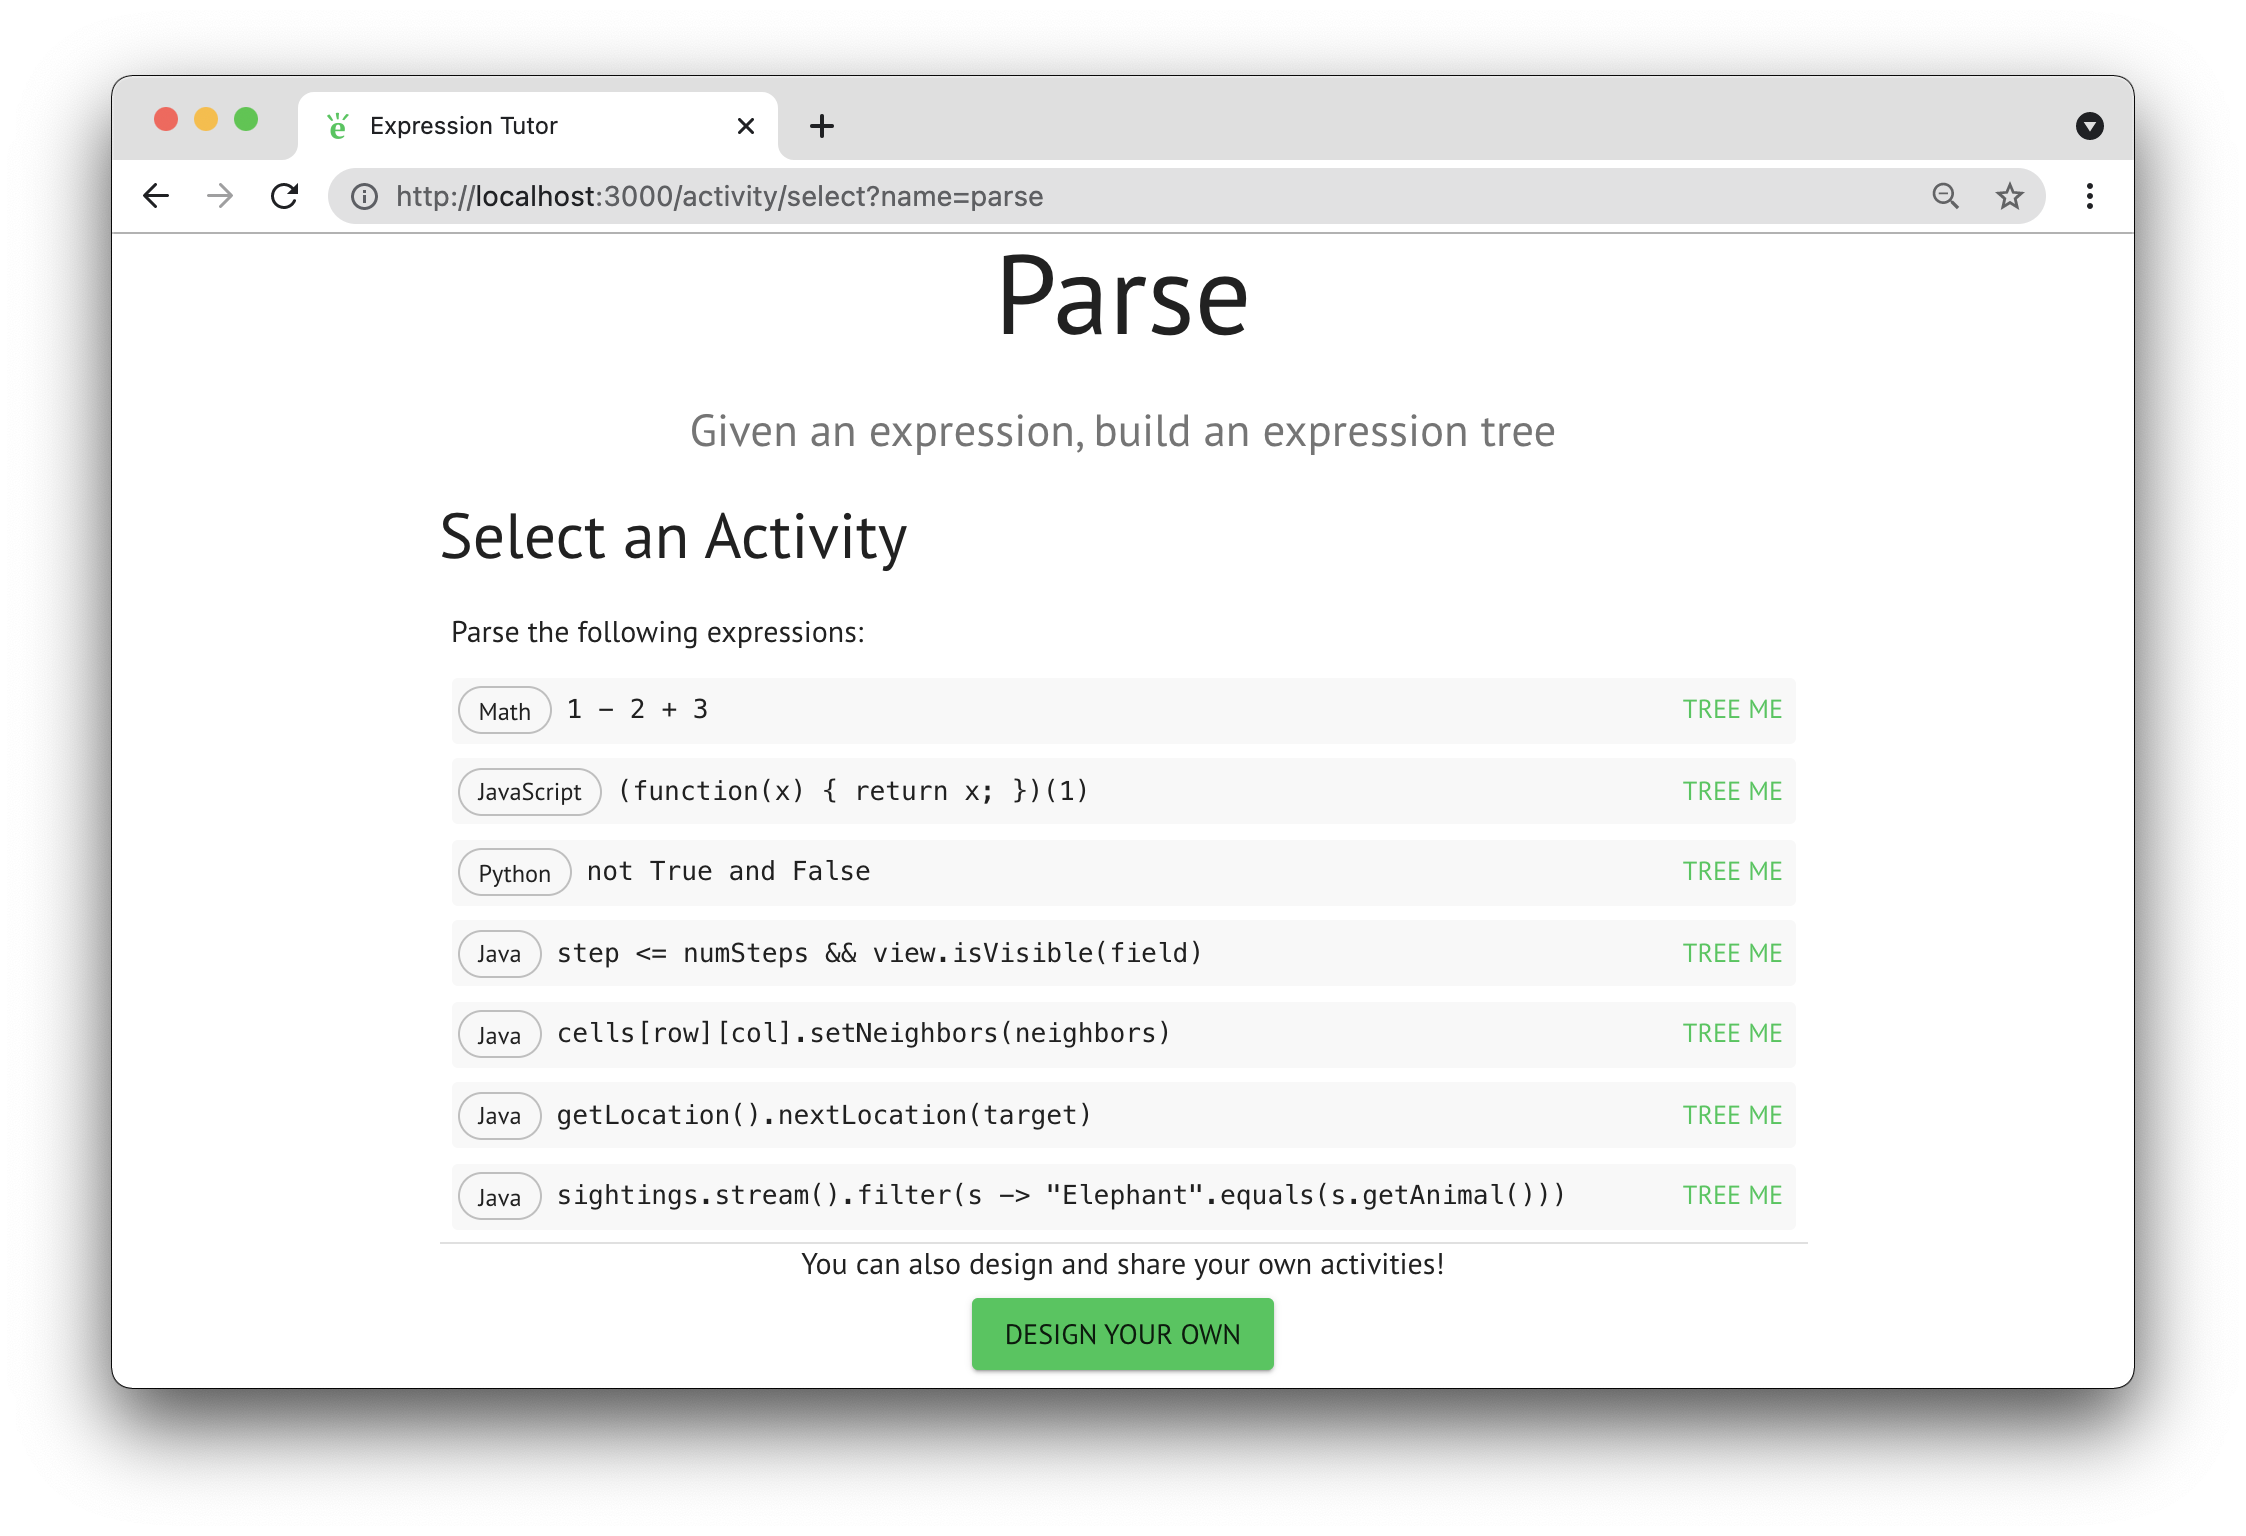 Expression Tutor
http://localhost:3000/activity/select?name=parse
Parse
Given an expression, build an expression tree
Select an Activity
Parse the following expressions:
Math 1 − 2 + 3 TREE ME
JavaScript (function(x) { return x; })(1) TREE ME
Python not True and False TREE ME
Java step <= numSteps && view.isVisible(field) TREE ME
Java cells[row][col].setNeighbors(neighbors) TREE ME
Java getLocation().nextLocation(target) TREE ME
Java sightings.stream().filter(s -> "Elephant".equals(s.getAnimal())) TREE ME
You can also design and share your own activities!
DESIGN YOUR OWN